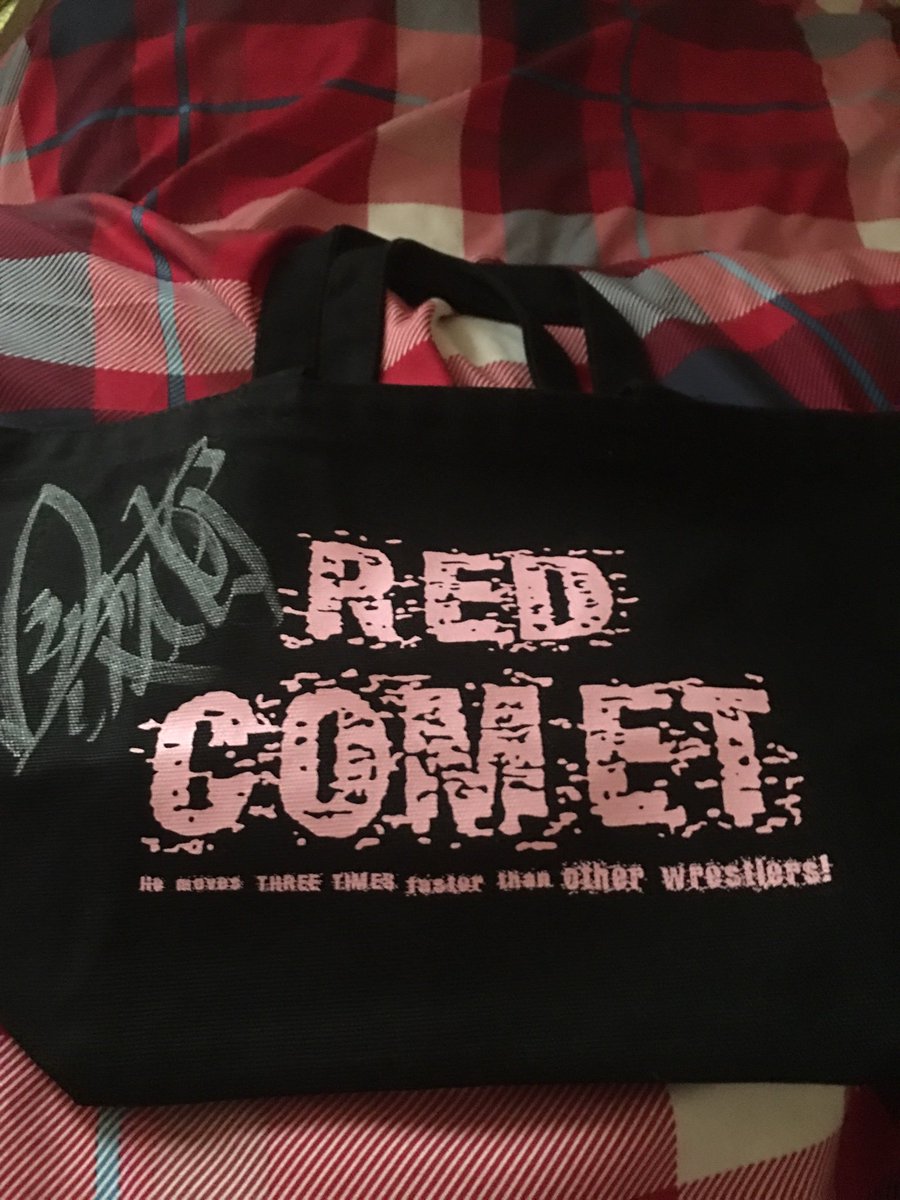 RED
COMET
He moves THREE TIMES faster than other wrestlers!